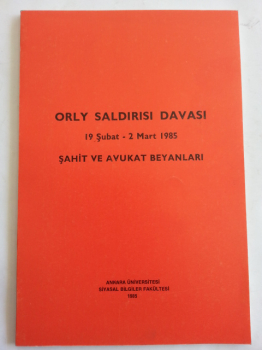 ORLY SALDIRISI DAVASI
19 Şubat - 2 Mart 1985
ŞAHİT VE AVUKAT BEYANLARI
ANKARA ÜNİVERSİTESİ
SİYASAL BİLGİLER FAKÜLTESİ
1985